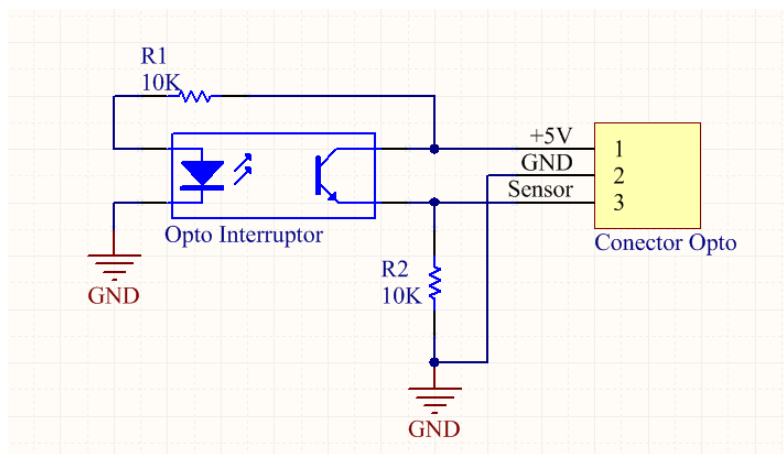 R1
10K
+5V
GND
Sensor
1
2
3
Opto Interruptor
Conector Opto
R2
10K
GND
GND